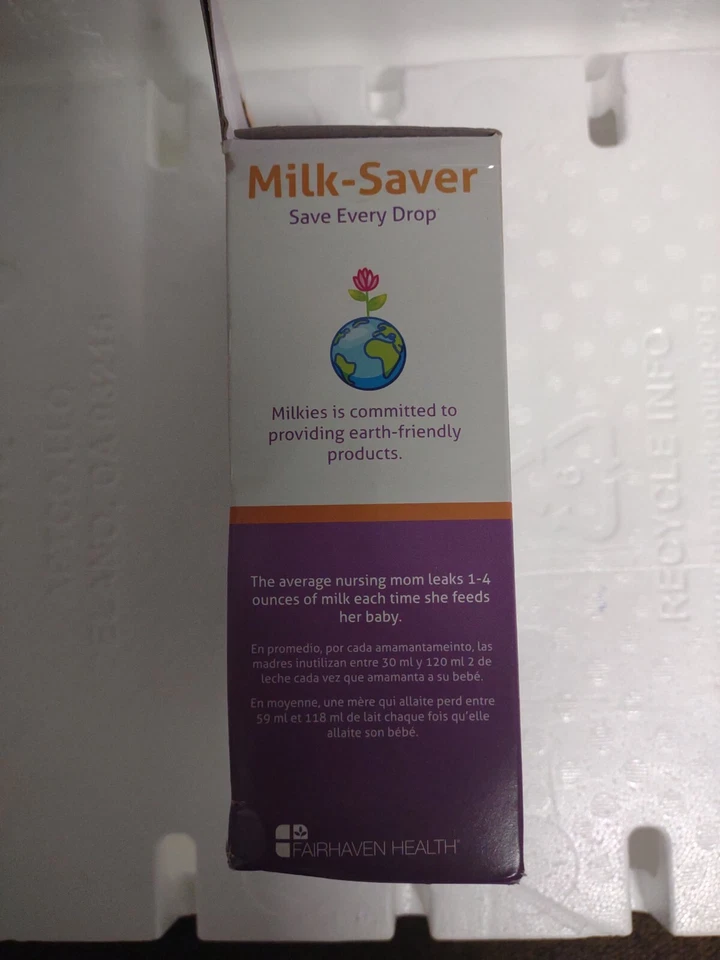 Milk-Saver
Save Every Drop
Milkies is committed to
providing earth-friendly
products.
The average nursing mom leaks 1-4
ounces of milk each time she feeds
her baby.
En promedio, por cada amamantameinto, las
madres inutilizan entre 30 ml y 120 ml 2 de
leche cada vez que amamanta a su bebé.
En moyenne, une mère qui allaite perd entre
59 ml et 118 ml de lait chaque fois qu'elle
allaite son bébé.
FAIRHAVEN HEALTH
RECYCLE INFO